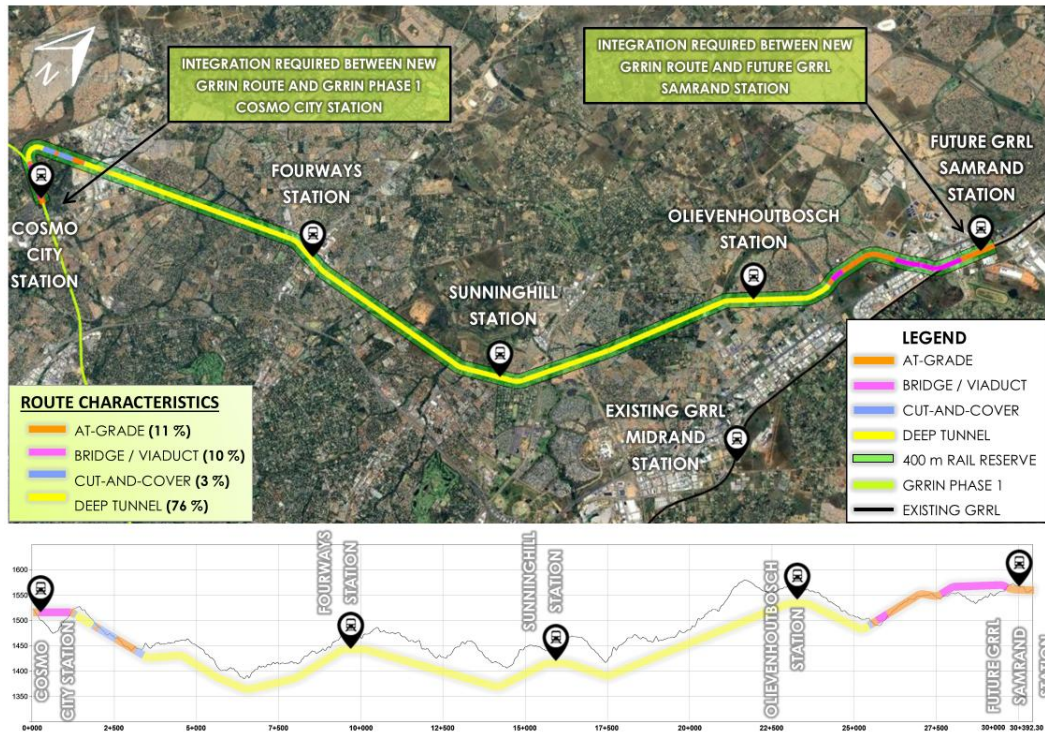 N
INTEGRATION REQUIRED BETWEEN NEW
GRRIN ROUTE AND GRRIN PHASE 1
COSMO CITY STATION
INTEGRATION REQUIRED BETWEEN NEW
GRRIN ROUTE AND FUTURE GRRL
SAMRAND STATION
COSMO
CITY
STATION
FOURWAYS
STATION
SUNNINGHILL
STATION
OLIEVENHOUTBOSCH
STATION
FUTURE GRRL
SAMRAND
STATION
EXISTING GRRL
MIDRAND
STATION
ROUTE CHARACTERISTICS
AT-GRADE (11 %)
BRIDGE / VIADUCT (10 %)
CUT-AND-COVER (3 %)
DEEP TUNNEL (76 %)
LEGEND
AT-GRADE
BRIDGE / VIADUCT
CUT-AND-COVER
DEEP TUNNEL
400 m RAIL RESERVE
GRRIN PHASE 1
EXISTING GRRL
1600
1550
1500
1450
1400
1350
COSMO
CITY STATION
FOURWAYS
STATION
SUNNINGHILL
STATION
OLIEVENHOUTBOSCH
STATION
FUTURE GRRL
SAMRAND
STATION
0+000
2+500
5+000
7+500
10+000
12+500
15+000
17+500
20+000
22+500
25+000
27+500
30+000
30+392.30